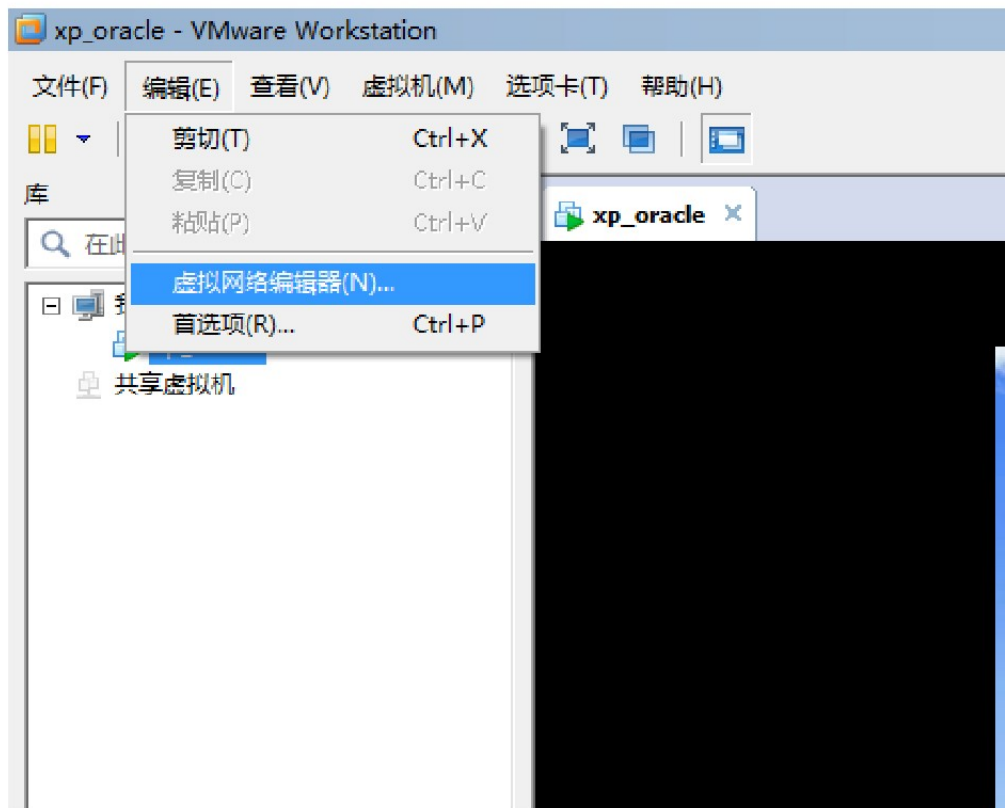 xp_oracle - VMware Workstation
文件(F) 编辑(E) 查看(V) 虚拟机(M) 选项卡(T) 帮助(H)
剪切(T) Ctrl+X
复制(C) Ctrl+C
粘贴(P) Ctrl+V
虚拟网络编辑器(N)...
首选项(R)... Ctrl+P
库
在此
共享虚拟机
xp_oracle